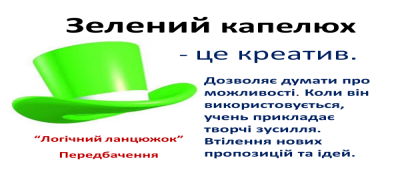 Зелений капелюх
- це креатив.
Дозволяє думати про
можливості. Коли він
використовується,
учень прикладає
творчі зусилля.
Втілення нових
пропозицій та ідей.
“Логічний ланцюжок”
Передбачення